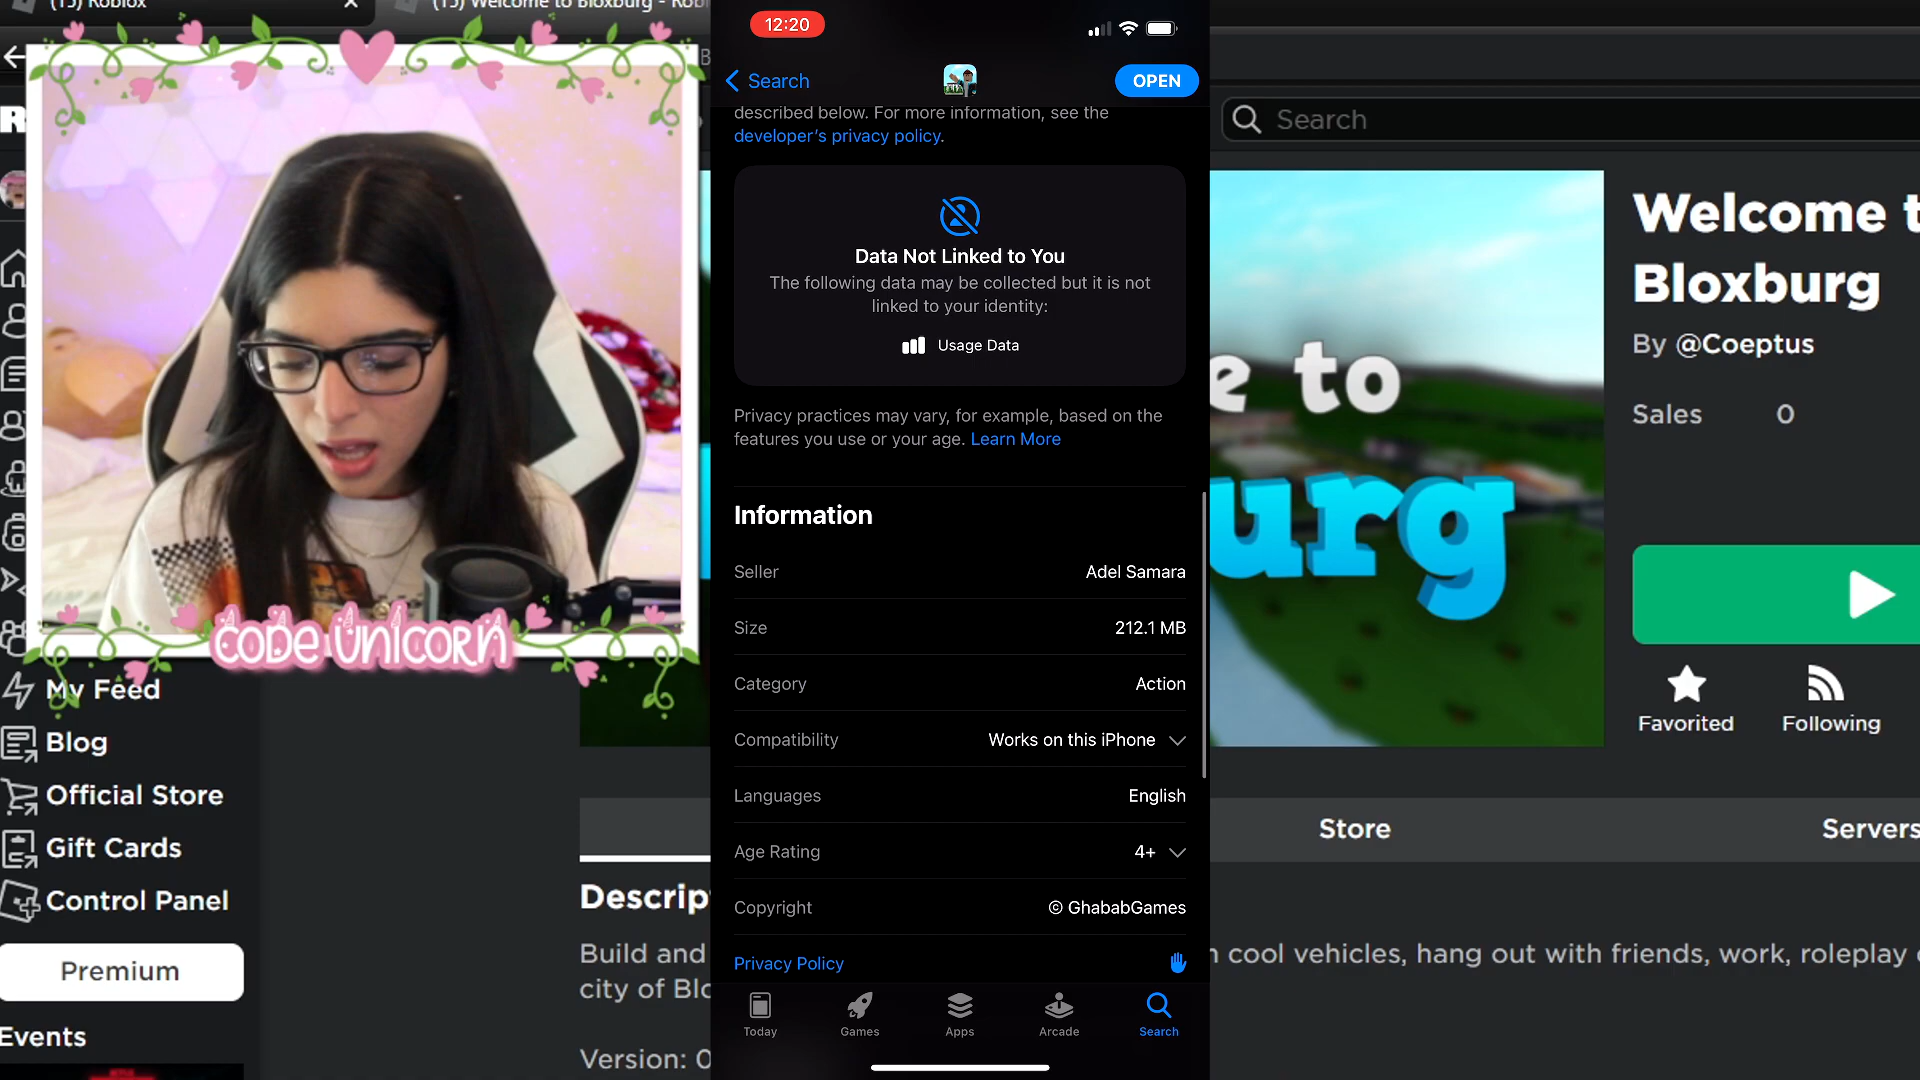 (15) Roblox
(15) Welcome to Bloxburg - Rob
12:20
Search
OPEN
Search
described below. For more information, see the
developer's privacy policy.
Data Not Linked to You
The following data may be collected but it is not
linked to your identity:
Usage Data
Privacy practices may vary, for example, based on the
features you use or your age. Learn More
Information
Seller
Adel Samara
Size
212.1 MB
Category
Action
Compatibility
Works on this iPhone
Languages
English
Age Rating
4+
Copyright
© GhababGames
Privacy Policy
Today
Games
Apps
Arcade
Search
CODE UNICORN
My Feed
Blog
Official Store
Gift Cards
Control Panel
Premium
Events
e to
urg
Welcome t
Bloxburg
By @Coeptus
Sales 0
Favorited
Following
Store
Servers
Descrip
Build and
n cool vehicles, hang out with friends, work, roleplay
city of Blo
Version: 0